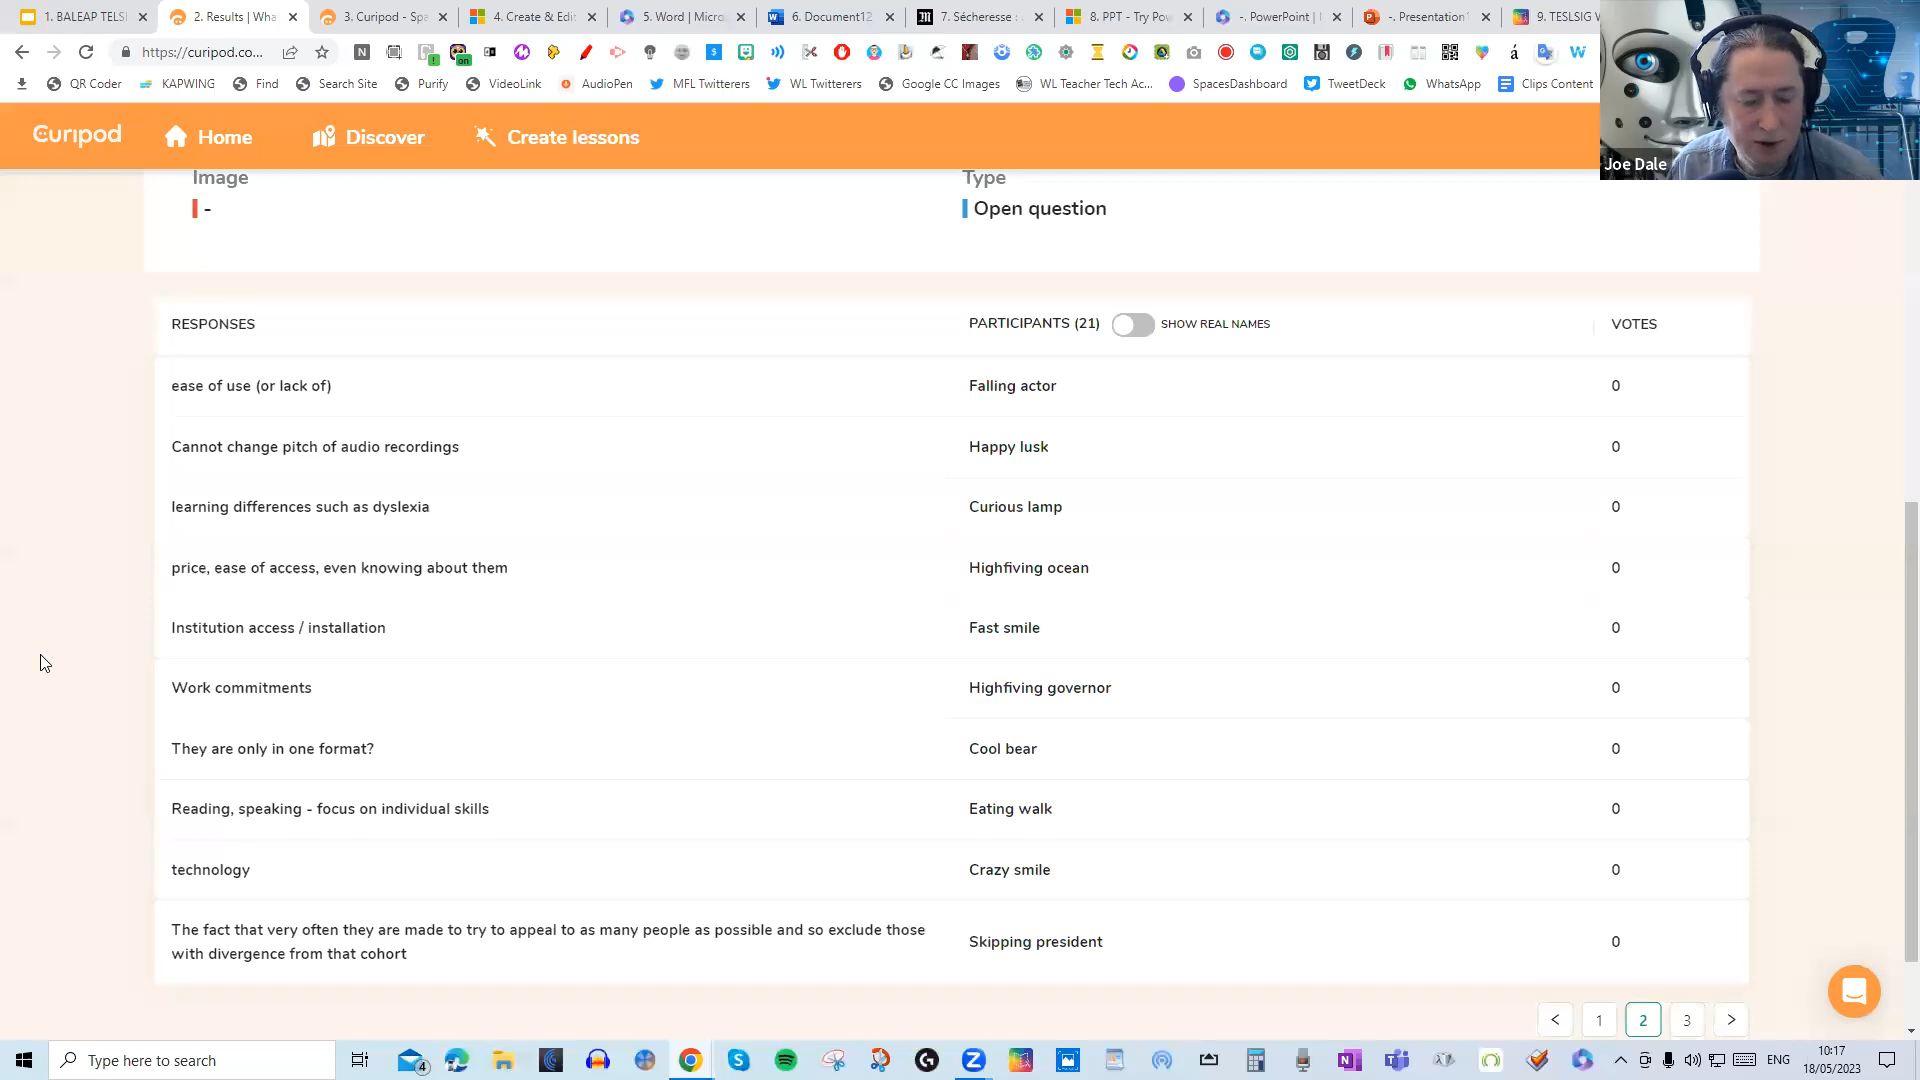 1. BALEAP TELSI
2. Results | Wha
3. Curipod - Spa
4. Create & Edit
5. Word | Micro
6. Document12
7. Sécheresse :
8. PPT - Try Pow
-. PowerPoint |
-. Presentation1
9. TESLSIG W
https://curipod.co...
QR Coder
KAPWING
Find
Search Site
Purify
VideoLink
AudioPen
MFL Twitterers
WL Twitterers
Google CC Images
WL Teacher Tech Ac...
SpacesDashboard
TweetDeck
WhatsApp
Clips Content
Joe Dale
Curipod
Home
Discover
Create lessons
Image
Type
-
Open question
RESPONSES
PARTICIPANTS (21)
SHOW REAL NAMES
VOTES
ease of use (or lack of)
Falling actor
0
Cannot change pitch of audio recordings
Happy lusk
0
learning differences such as dyslexia
Curious lamp
0
price, ease of access, even knowing about them
Highfiving ocean
0
Institution access / installation
Fast smile
0
Work commitments
Highfiving governor
0
They are only in one format?
Cool bear
0
Reading, speaking - focus on individual skills
Eating walk
0
technology
Crazy smile
0
The fact that very often they are made to try to appeal to as many people as possible and so exclude those
with divergence from that cohort
Skipping president
0
< 1 2 3 >
Type here to search
4
ENG
10:17
18/05/2023